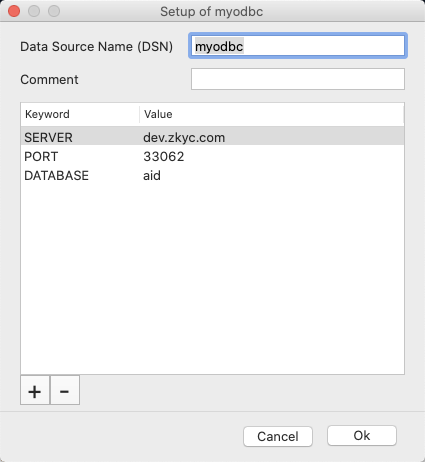 Setup of myodbc
Data Source Name (DSN) myodbc
Comment
Keyword Value
SERVER dev.zkyc.com
PORT 33062
DATABASE aid
+ -
Cancel Ok